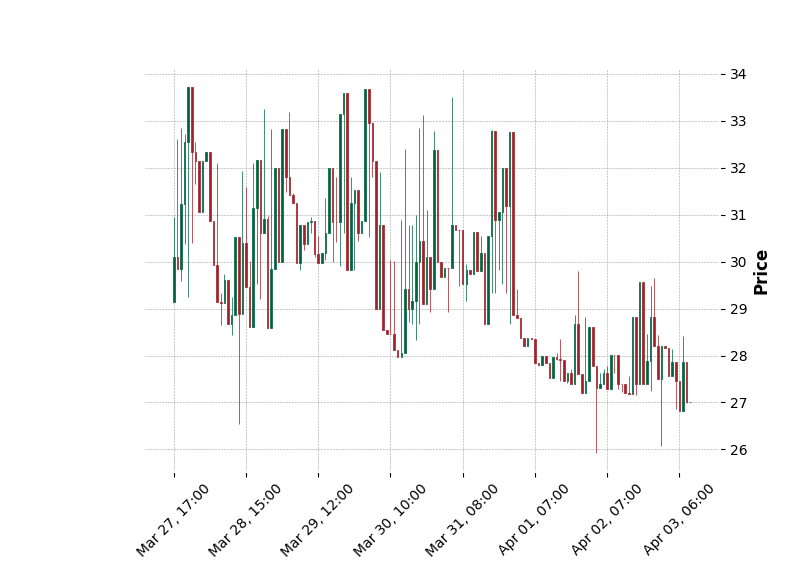 34
33
32
31
30
29
28
27
26
Price
Mar 27, 17:00
Mar 28, 15:00
Mar 29, 12:00
Mar 30, 10:00
Mar 31, 08:00
Apr 01, 07:00
Apr 02, 07:00
Apr 03, 06:00